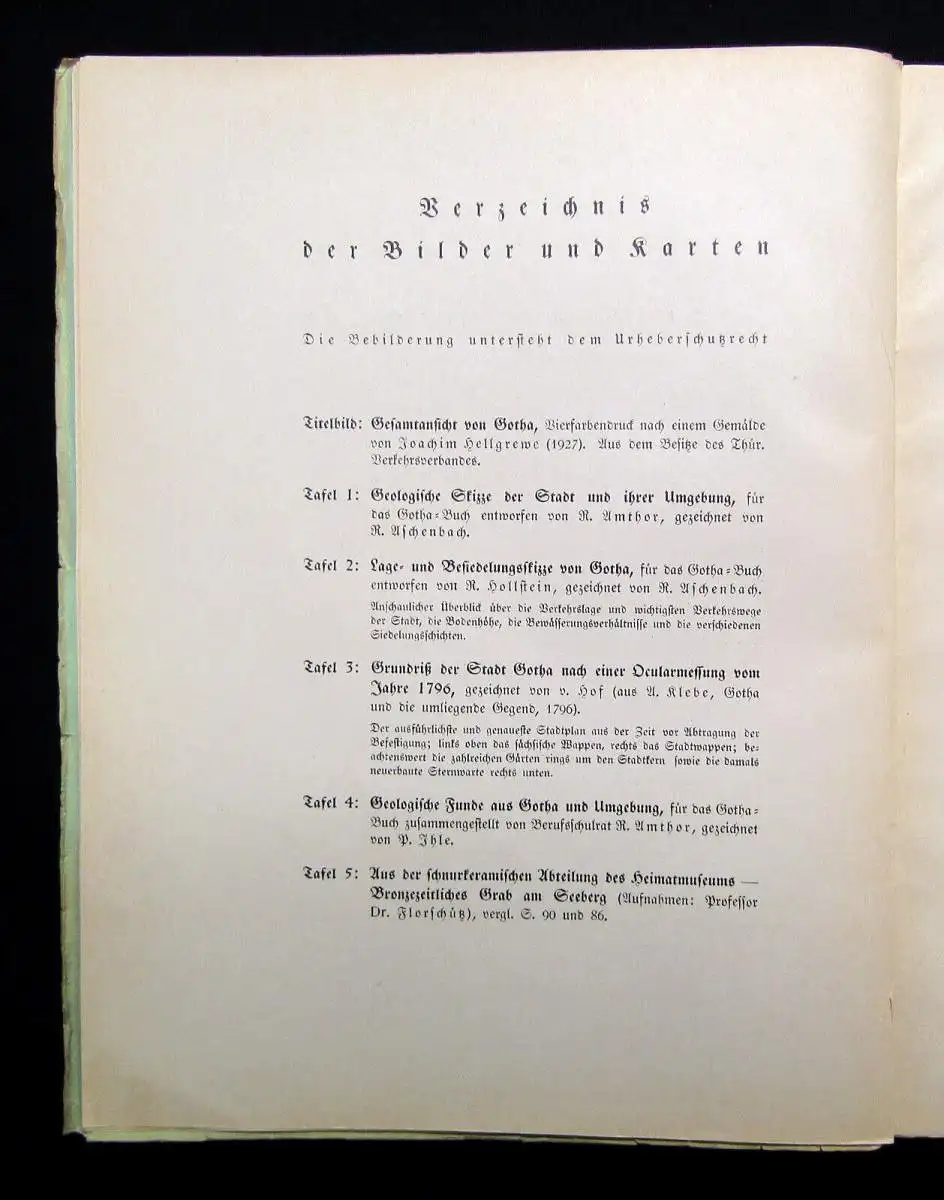 Verzeichnis
der Bilder und Karten
Die Bebilderung untersteht dem Urheberschutzrecht
Titelbild: Gesamtansicht von Gotha, Vierfarbendruck nach einem Gemälde
von Joachim Hellgrewe (1927). Aus dem Besitze des Thür.
Verkehrsverbandes.
Tafel 1: Geologische Skizze der Stadt und ihrer Umgebung, für
das Gotha-Buch entworfen von R. Amthor, gezeichnet von
R. Aschenbach.
Tafel 2: Lage- und Besiedelungsskizze von Gotha, für das Gotha-Buch
entworfen von R. Hollstein, gezeichnet von R. Aschenbach.
Anschaulicher Überblick über die Verkehrslage und wichtigsten Verkehrswege
der Stadt, die Bodenhöhe, die Bewässerungsverhältnisse und die verschiedenen
Siedelungsschichten.
Tafel 3: Grundriß der Stadt Gotha nach einer Ocularmessung vom
Jahre 1796, gezeichnet von v. Hof (aus A. Klebe, Gotha
und die umliegende Gegend, 1796).
Der ausführlichste und genaueste Stadtplan aus der Zeit vor Abtragung der
Befestigung; links oben das sächsische Wappen, rechts das Stadtwappen; be-
achtenswert die zahlreichen Gärten rings um den Stadtkern sowie die damals
neuerbaute Sternwarte rechts unten.
Tafel 4: Geologische Funde aus Gotha und Umgebung, für das Gotha-
Buch zusammengestellt von Berufsschulrat R. Amthor, gezeichnet
von P. Ihle.
Tafel 5: Aus der schnurkeramischen Abteilung des Heimatmuseums —
Bronzezeitliches Grab am Seeberg (Aufnahmen: Professor
Dr. Florschütz), vergl. S. 90 und 86.